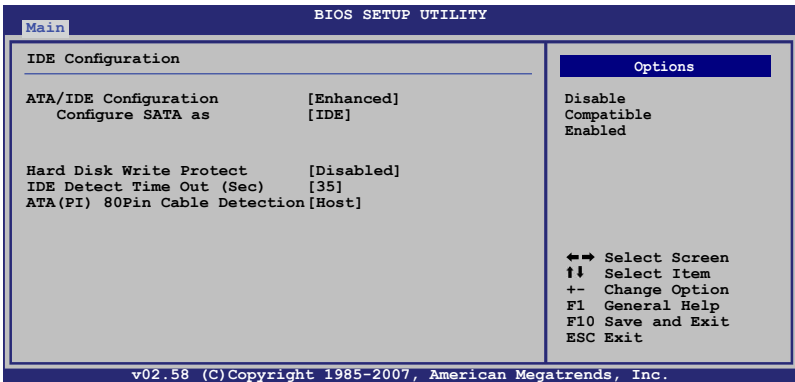 BIOS SETUP UTILITY
Main
IDE Configuration
ATA/IDE Configuration [Enhanced]
Configure SATA as [IDE]
Hard Disk Write Protect [Disabled]
IDE Detect Time Out (Sec) [35]
ATA(PI) 80Pin Cable Detection [Host]
Options
Disable
Compatible
Enabled
←→ Select Screen
↑↓ Select Item
+- Change Option
F1 General Help
F10 Save and Exit
ESC Exit
v02.58 (C)Copyright 1985-2007, American Megatrends, Inc.